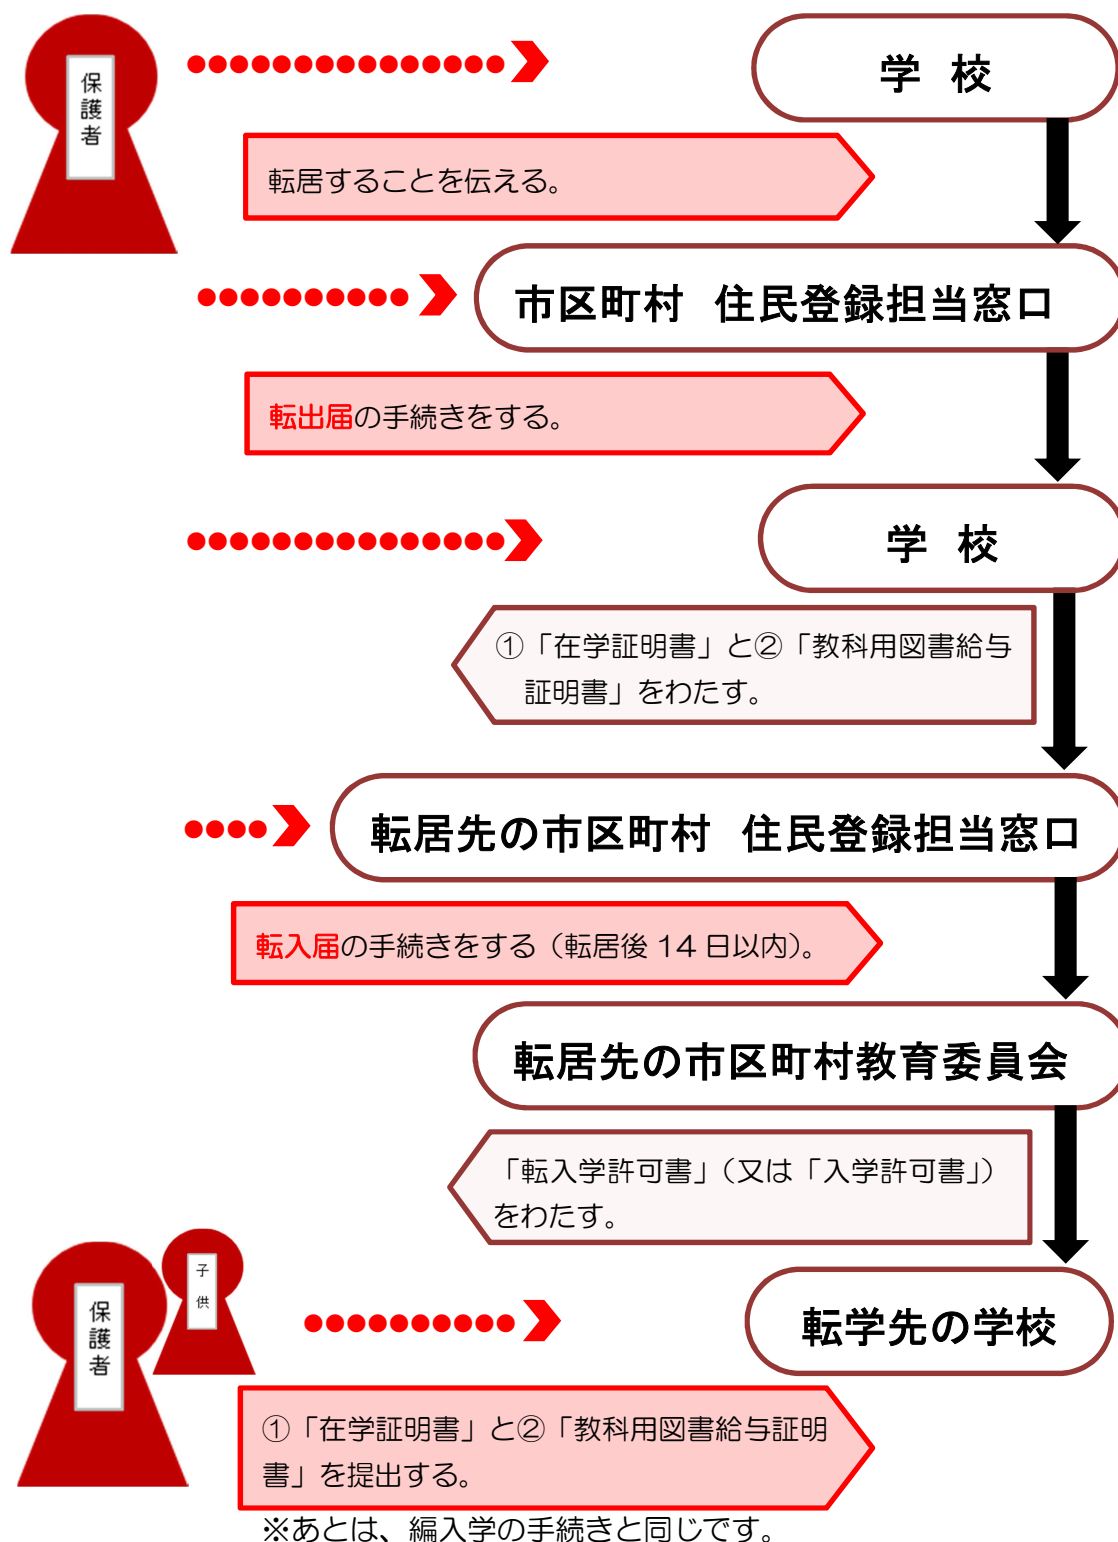 保護者
学 校
転居することを伝える。
市区町村 住民登録担当窓口
転出届の手続きをする。
学 校
①「在学証明書」と②「教科用図書給与
証明書」をわたす。
転居先の市区町村 住民登録担当窓口
転入届の手続きをする（転居後 14 日以内）。
転居先の市区町村教育委員会
「転入学許可書」（又は「入学許可書」）
をわたす。
子供
保護者
転学先の学校
①「在学証明書」と②「教科用図書給与証明
書」を提出する。
※あとは、編入学の手続きと同じです。